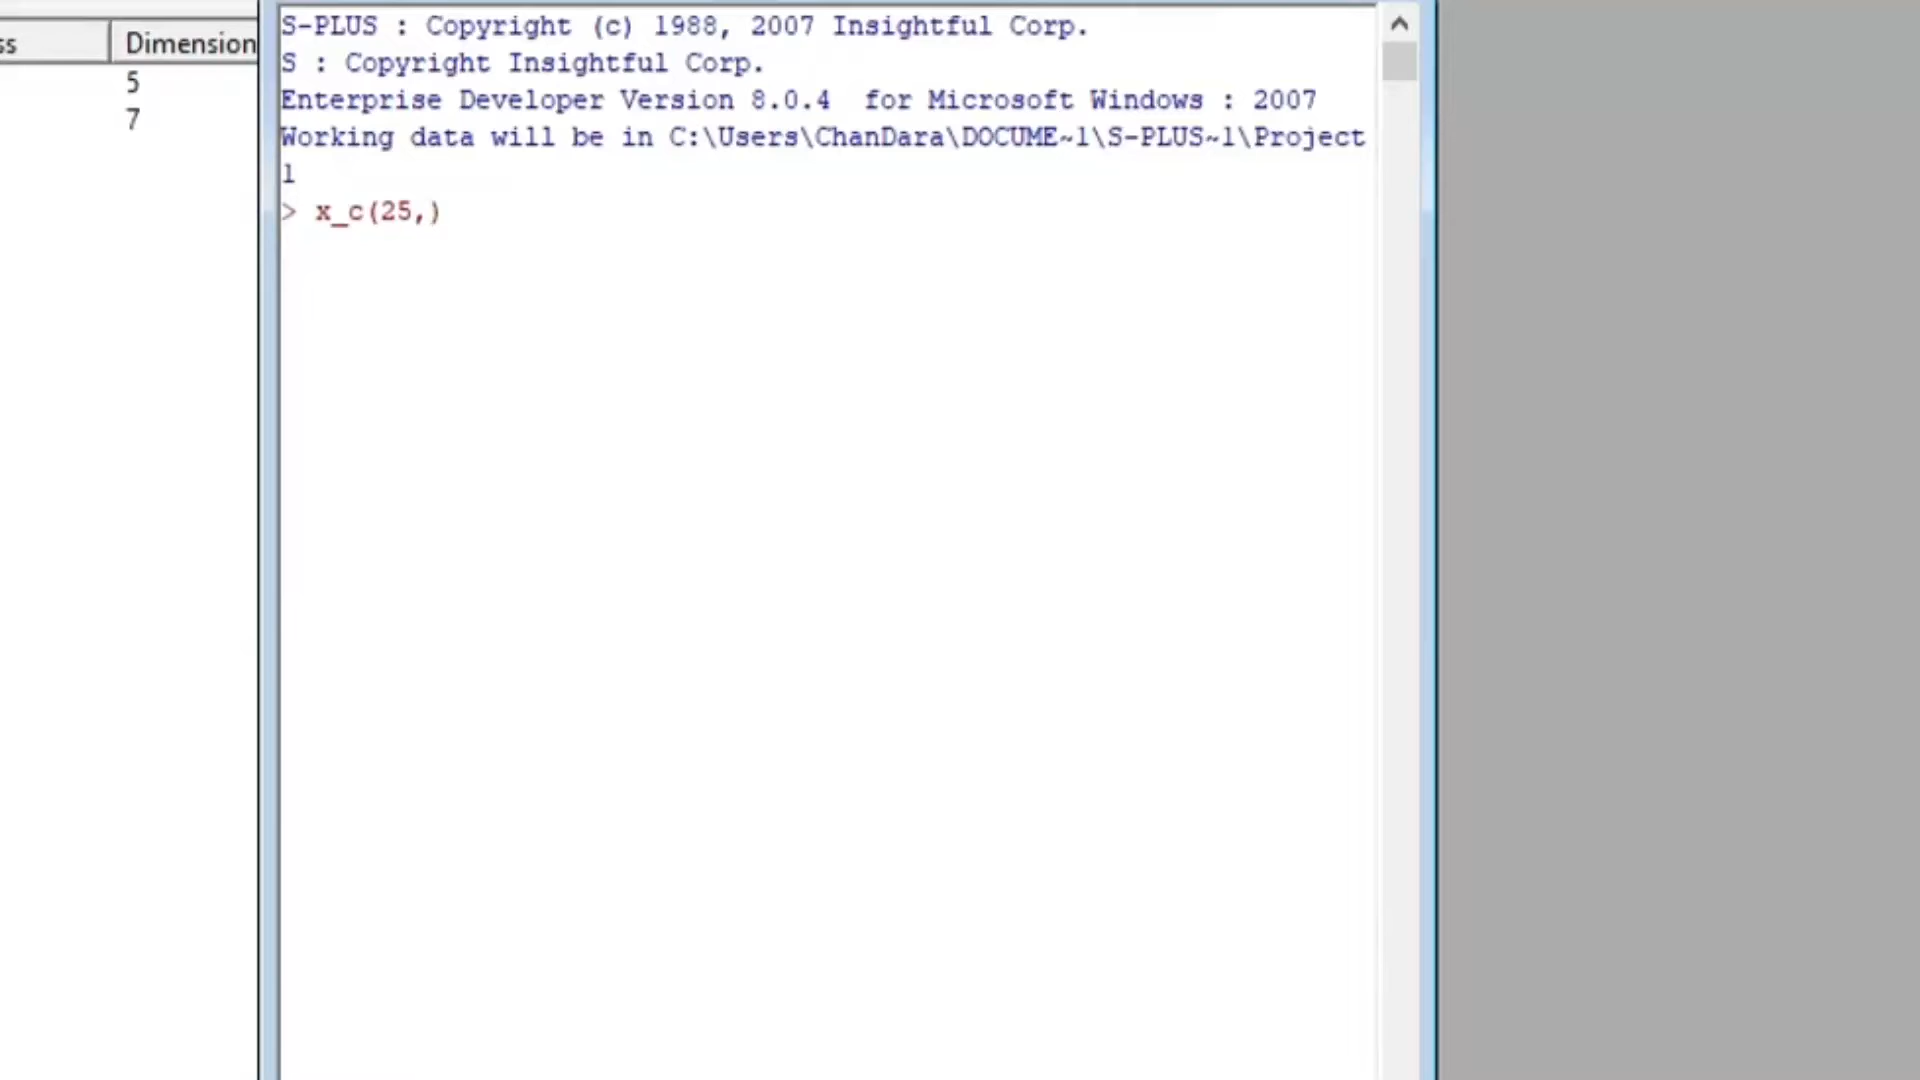 ss Dimension
5
7
S-PLUS : Copyright (c) 1988, 2007 Insightful Corp.
S : Copyright Insightful Corp.
Enterprise Developer Version 8.0.4  for Microsoft Windows : 2007
Working data will be in C:\Users\ChanDara\DOCUME~1\S-PLUS~1\Project
1
> x_c(25,)